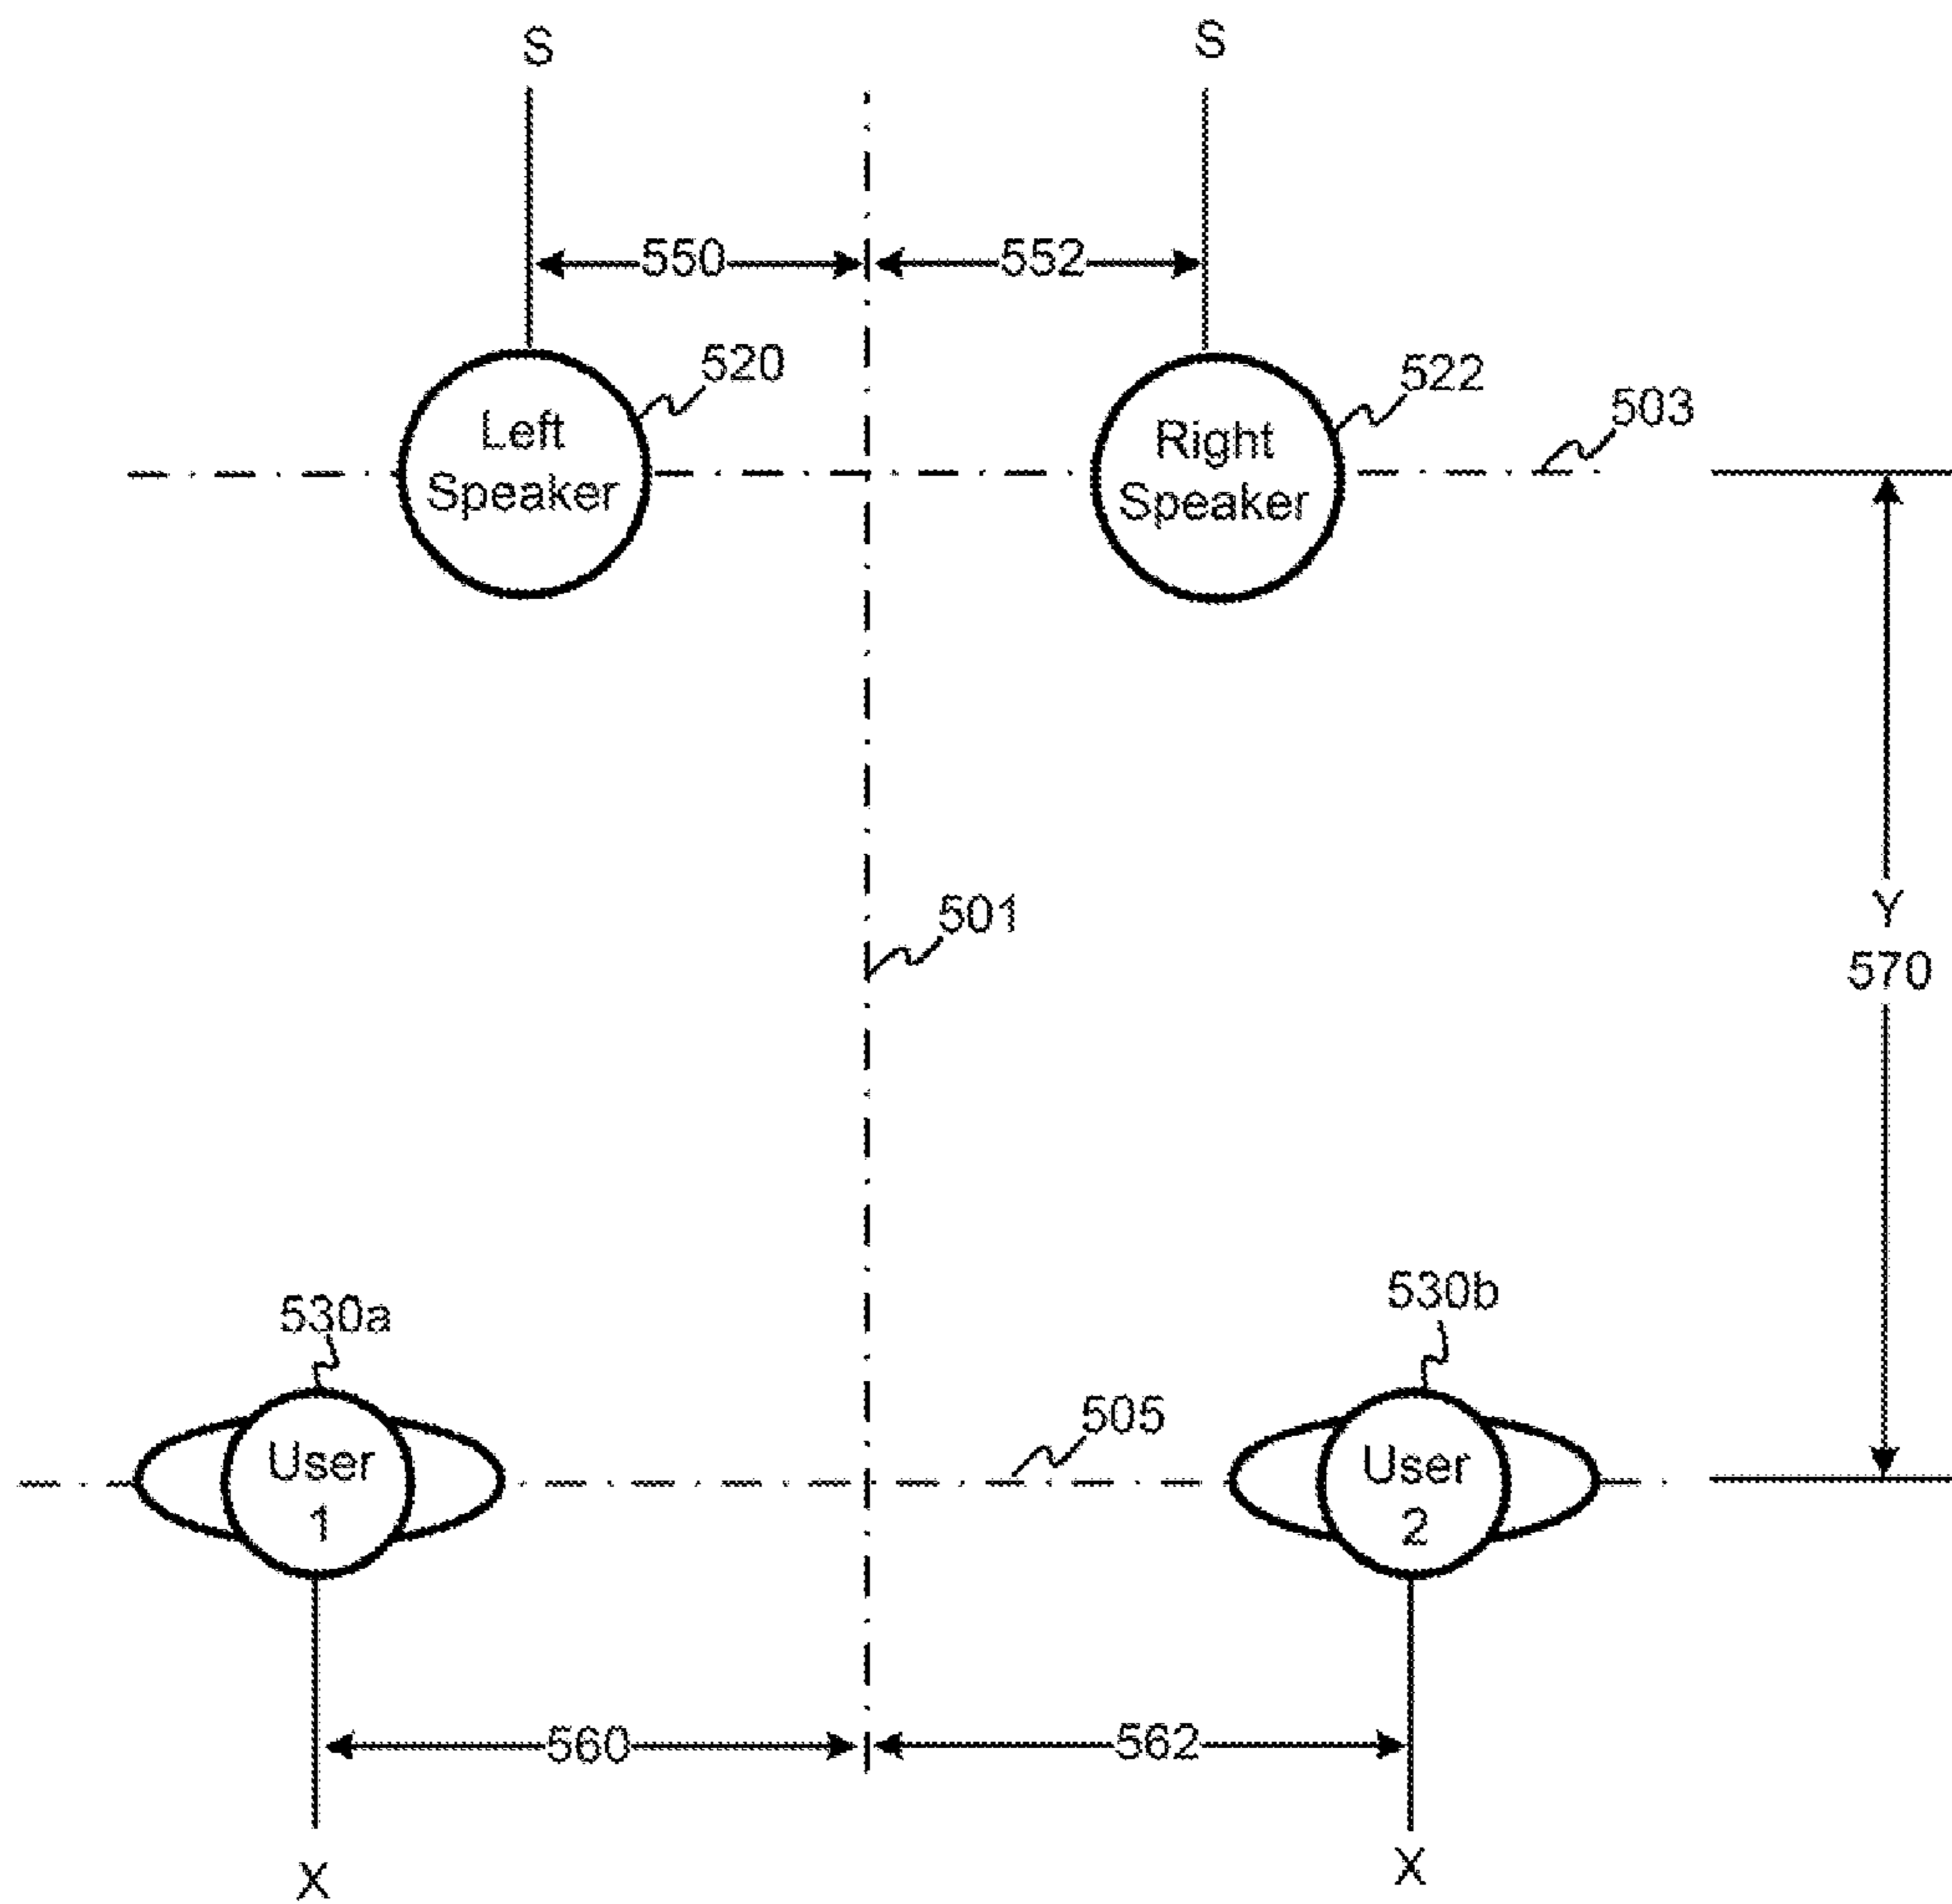 S S
550 552
520
522
503
Left
Speaker
Right
Speaker
501
Y
570
530a
530b
505
User
1
User
2
560
562
X X